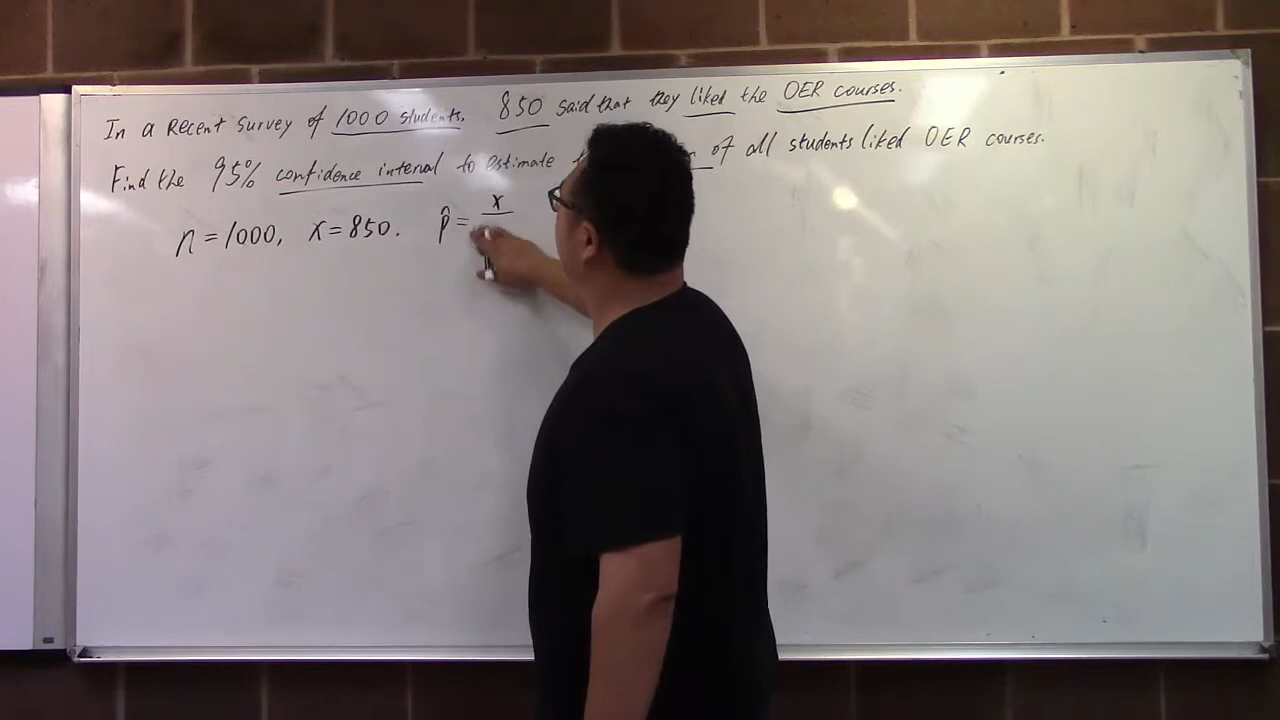 In a Recent Survey of 1000 students, 850 said that they liked the OER courses.
Find the 95% confidence interval to estimate of all students liked OER courses.
n = 1000, x = 850. p̂ = x